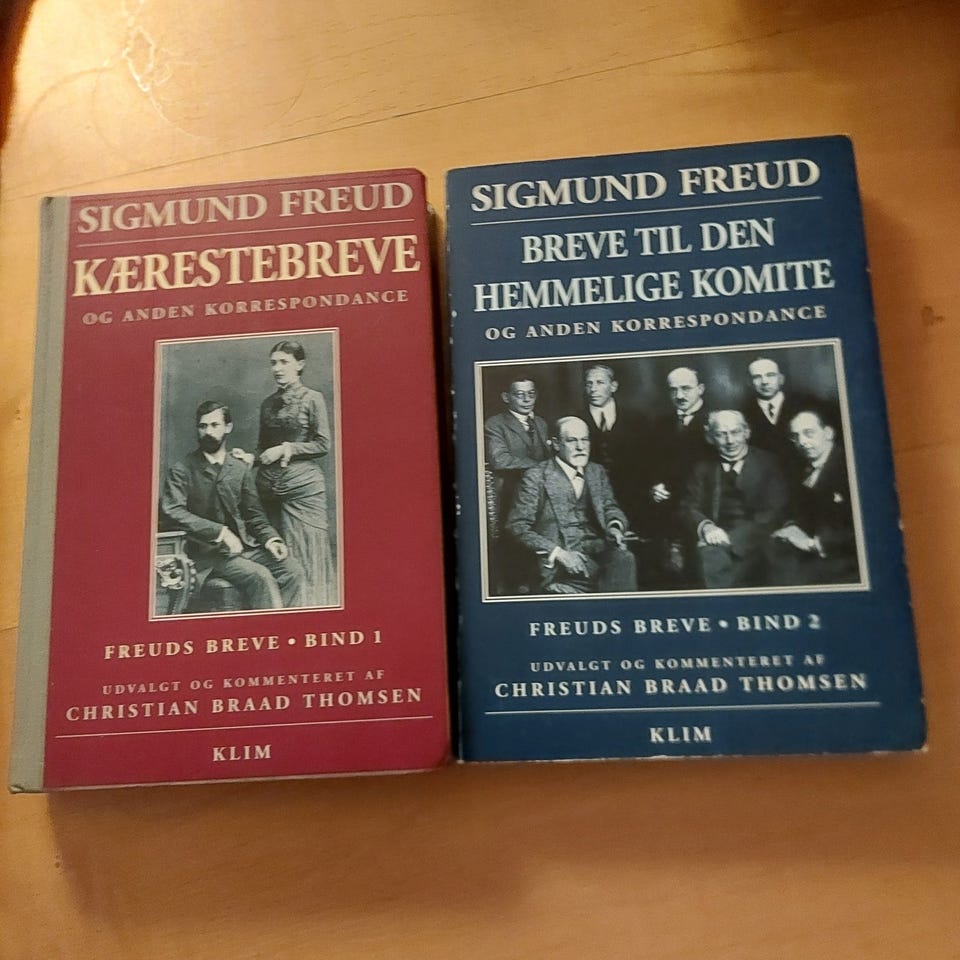 SIGMUND FREUD
KÆRESTEBREVE
OG ANDEN KORRESPONDANCE
FREUDS BREVE • BIND 1
UDVALGT OG KOMMENTERET AF
CHRISTIAN BRAAD THOMSEN
KLIM
SIGMUND FREUD
BREVE TIL DEN
HEMMELIGE KOMITE
OG ANDEN KORRESPONDANCE
FREUDS BREVE • BIND 2
UDVALGT OG KOMMENTERET AF
CHRISTIAN BRAAD THOMSEN
KLIM